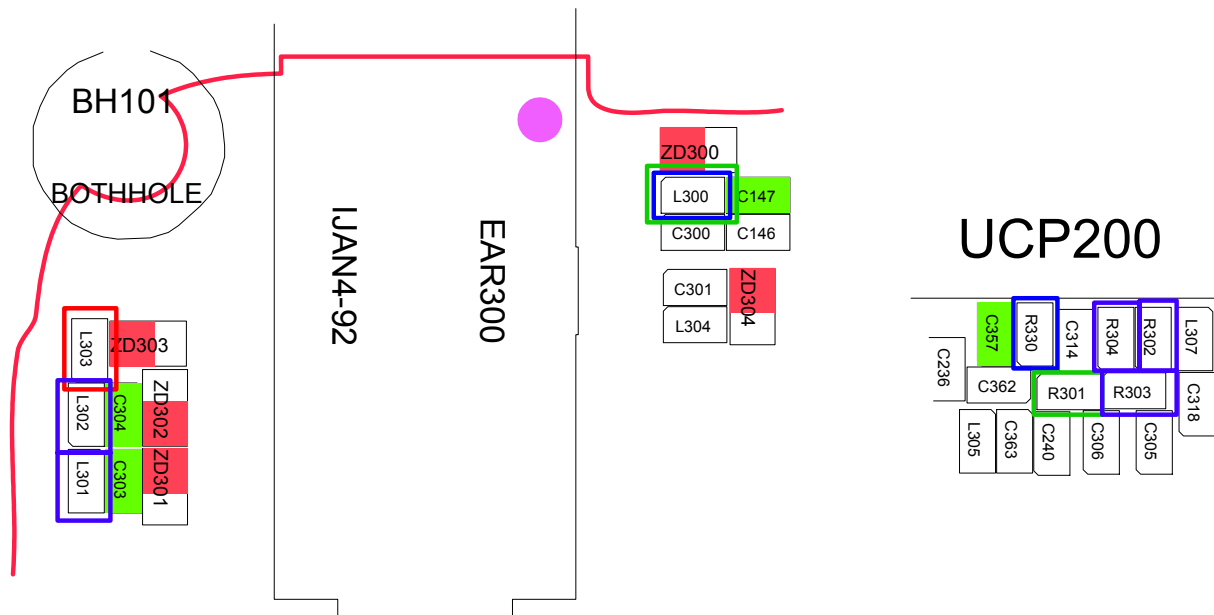 BH101
BOTHHOLE
IJAN4-92
EAR300
ZD300
L300
C147
C300
C146
C301
ZD304
L304
UCP200
L303
ZD303
L302
C304
ZD302
L301
C303
ZD301
C357
R330
C314
R304
R302
L307
C236
C362
R301
R303
C318
L305
C363
C240
C306
C305